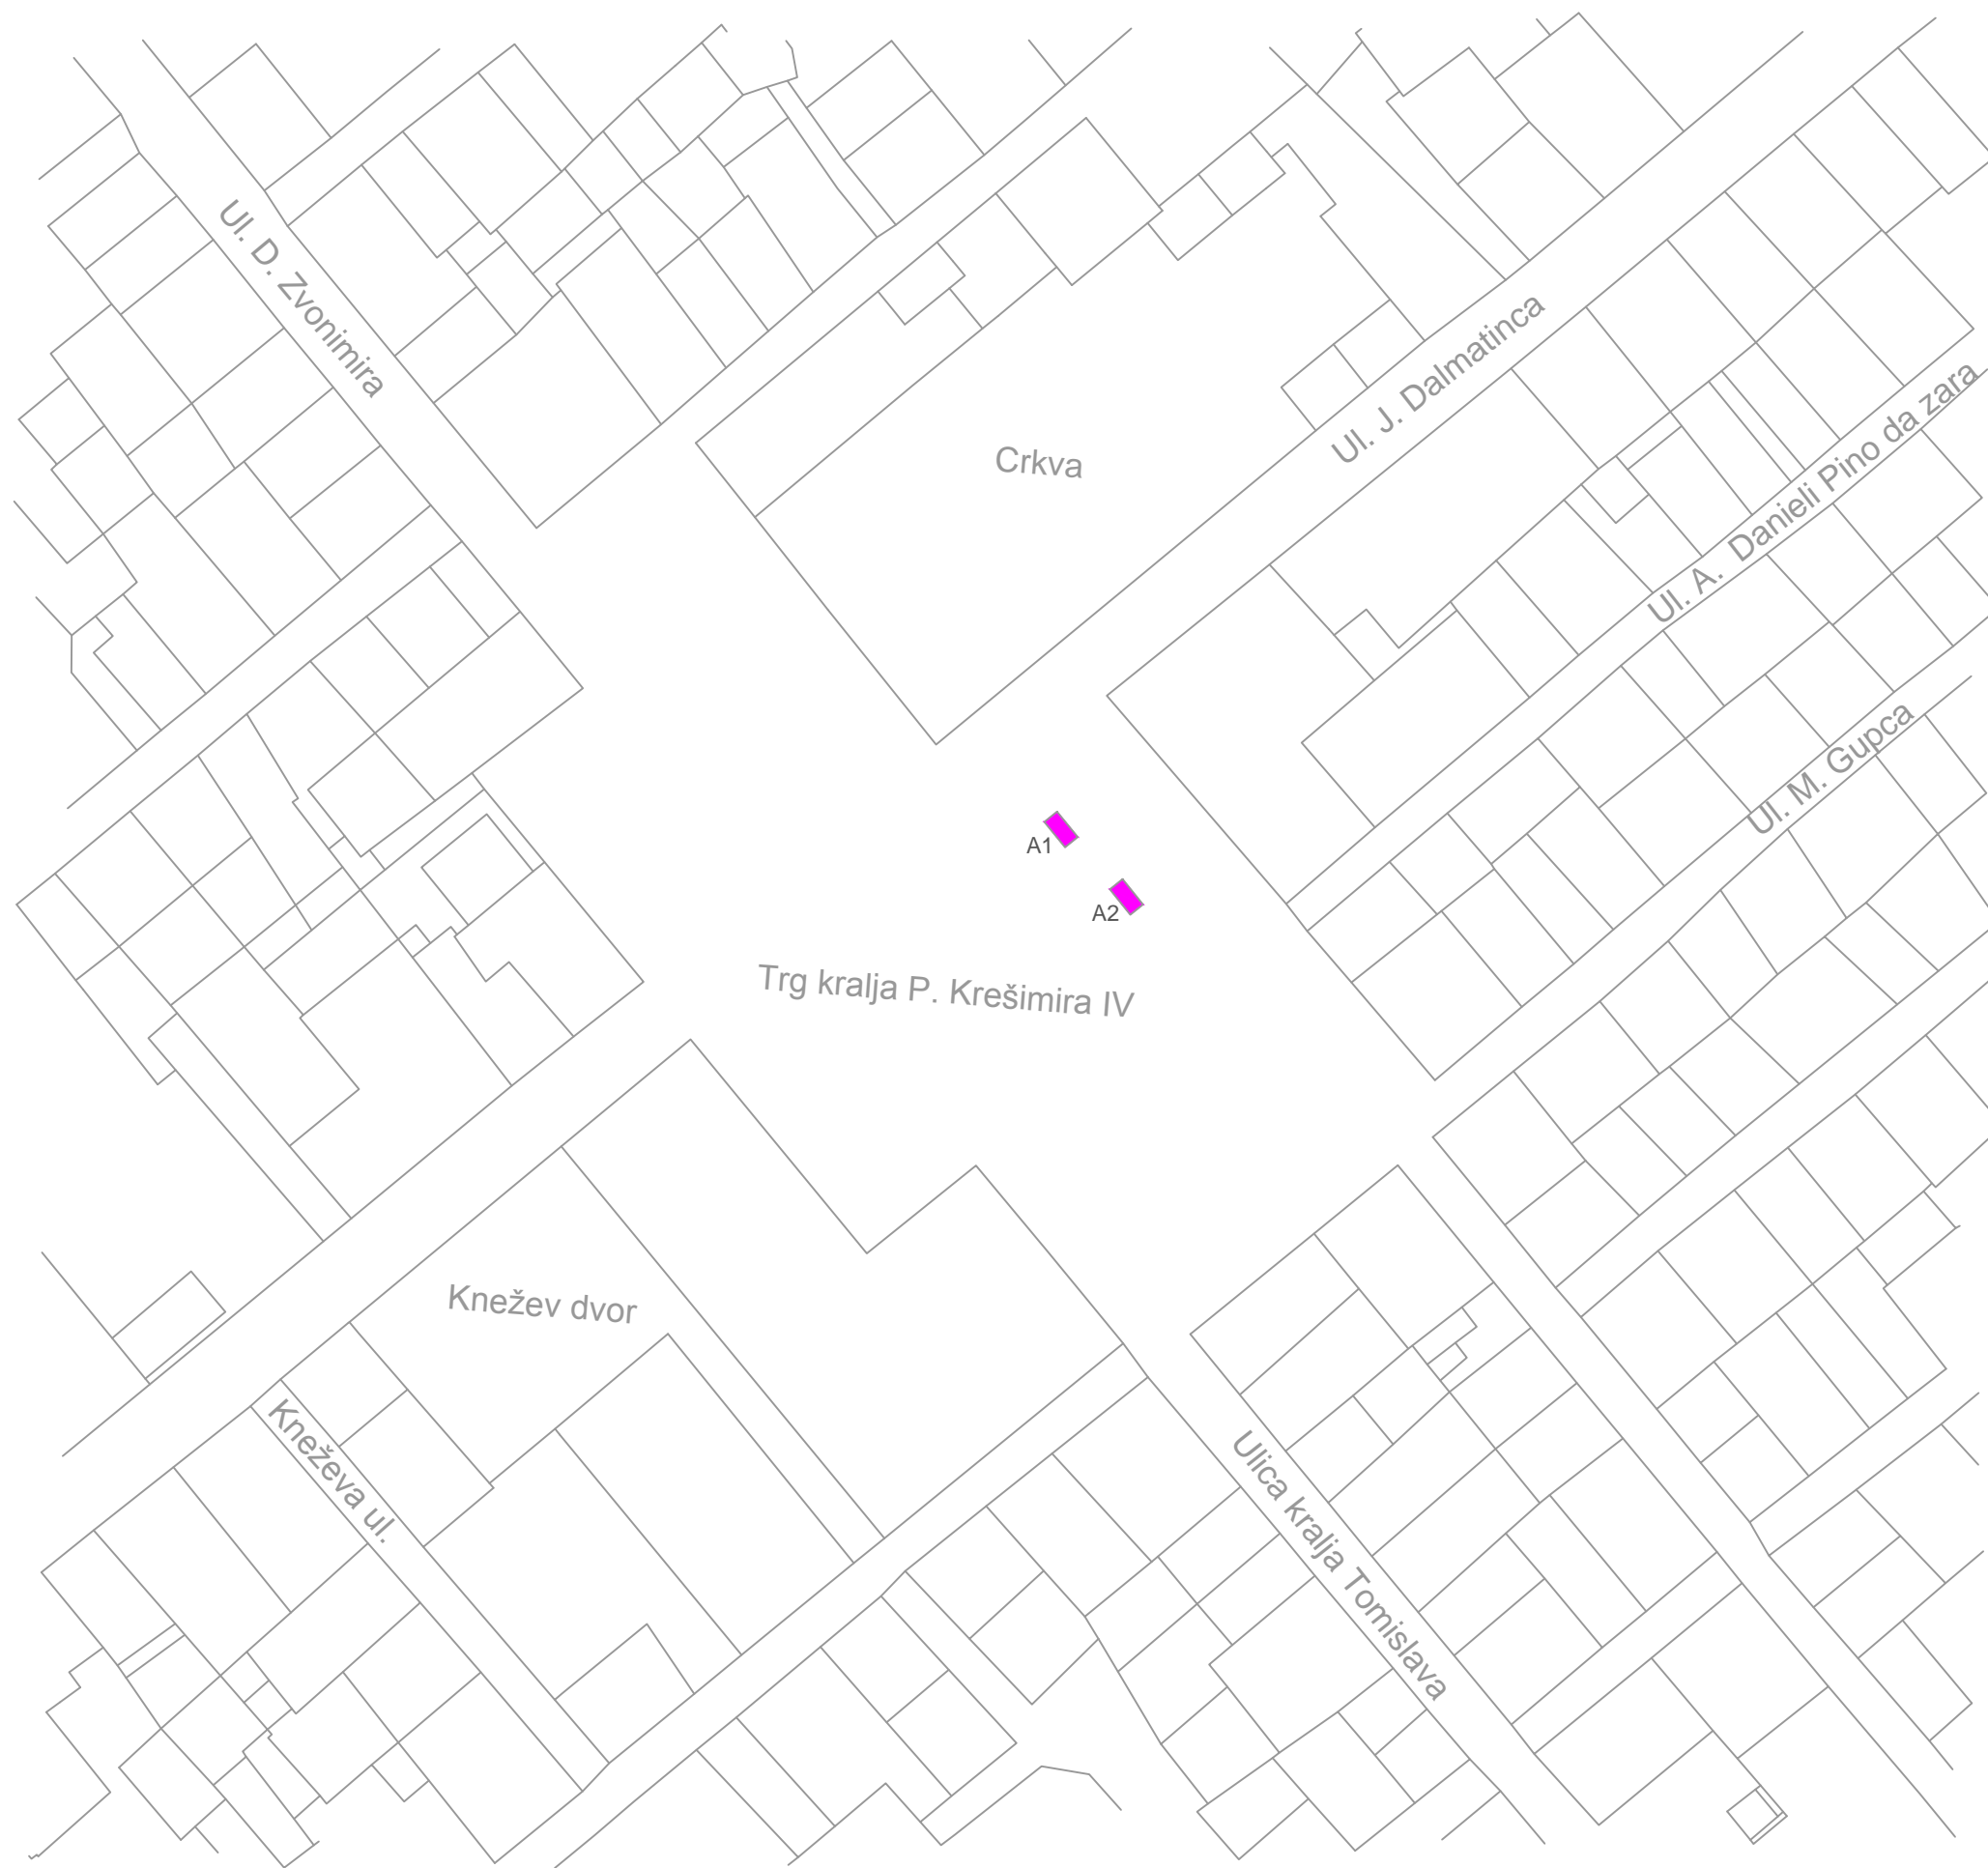 Ul. D. Zvonimira
Ul. J. Dalmatinca
Ul. A. Danieli Pino da zara
Crkva
Ul. M. Gupca
A1
A2
Trg kralja P. Krešimira IV
Knežev dvor
Kneževa ul.
Ulica kralja Tomislava